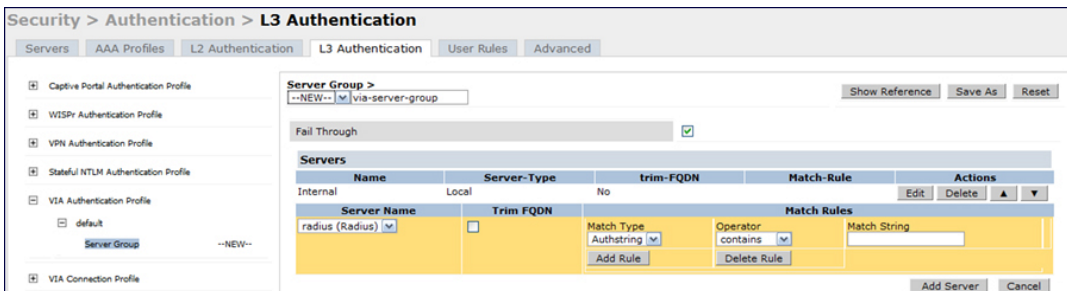 Security > Authentication > L3 Authentication
Servers AAA Profiles L2 Authentication L3 Authentication User Rules Advanced
Captive Portal Authentication Profile
WISPr Authentication Profile
VPN Authentication Profile
Stateful NTLM Authentication Profile
VIA Authentication Profile
default
Server Group --NEW--
VIA Connection Profile
Server Group >
--NEW-- via-server-group
Show Reference Save As Reset
Fail Through
Servers
Name Server-Type trim-FQDN Match-Rule Actions
Internal Local No Edit Delete ▲ ▼
Server Name Trim FQDN Match Rules
radius (Radius) Match Type Operator Match String
Authstring contains
Add Rule Delete Rule
Add Server Cancel